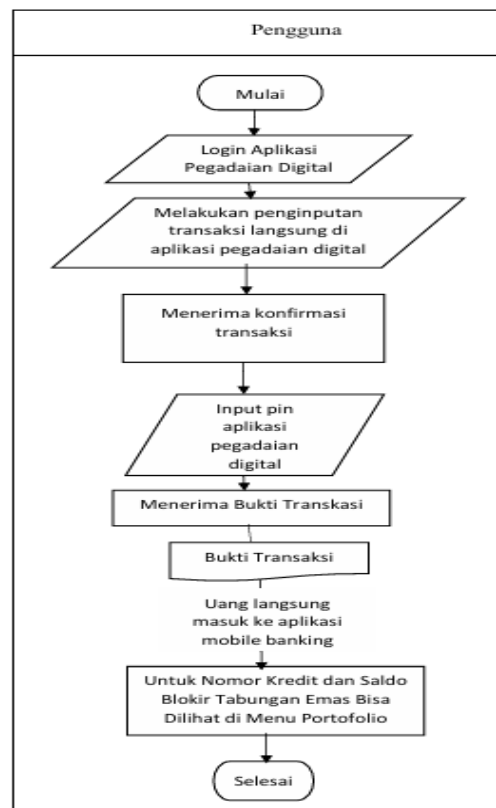 Pengguna
Mulai
Login Aplikasi
Pegadaian Digital
Melakukan penginputan
transaksi langsung di
aplikasi pegadaian digital
Menerima konfirmasi
transaksi
Input pin
aplikasi
pegadaian
digital
Menerima Bukti Transkasi
Bukti Transaksi
Uang langsung
masuk ke aplikasi
mobile banking
Untuk Nomor Kredit dan Saldo
Blokir Tabungan Emas Bisa
Dilihat di Menu Portofolio
Selesai